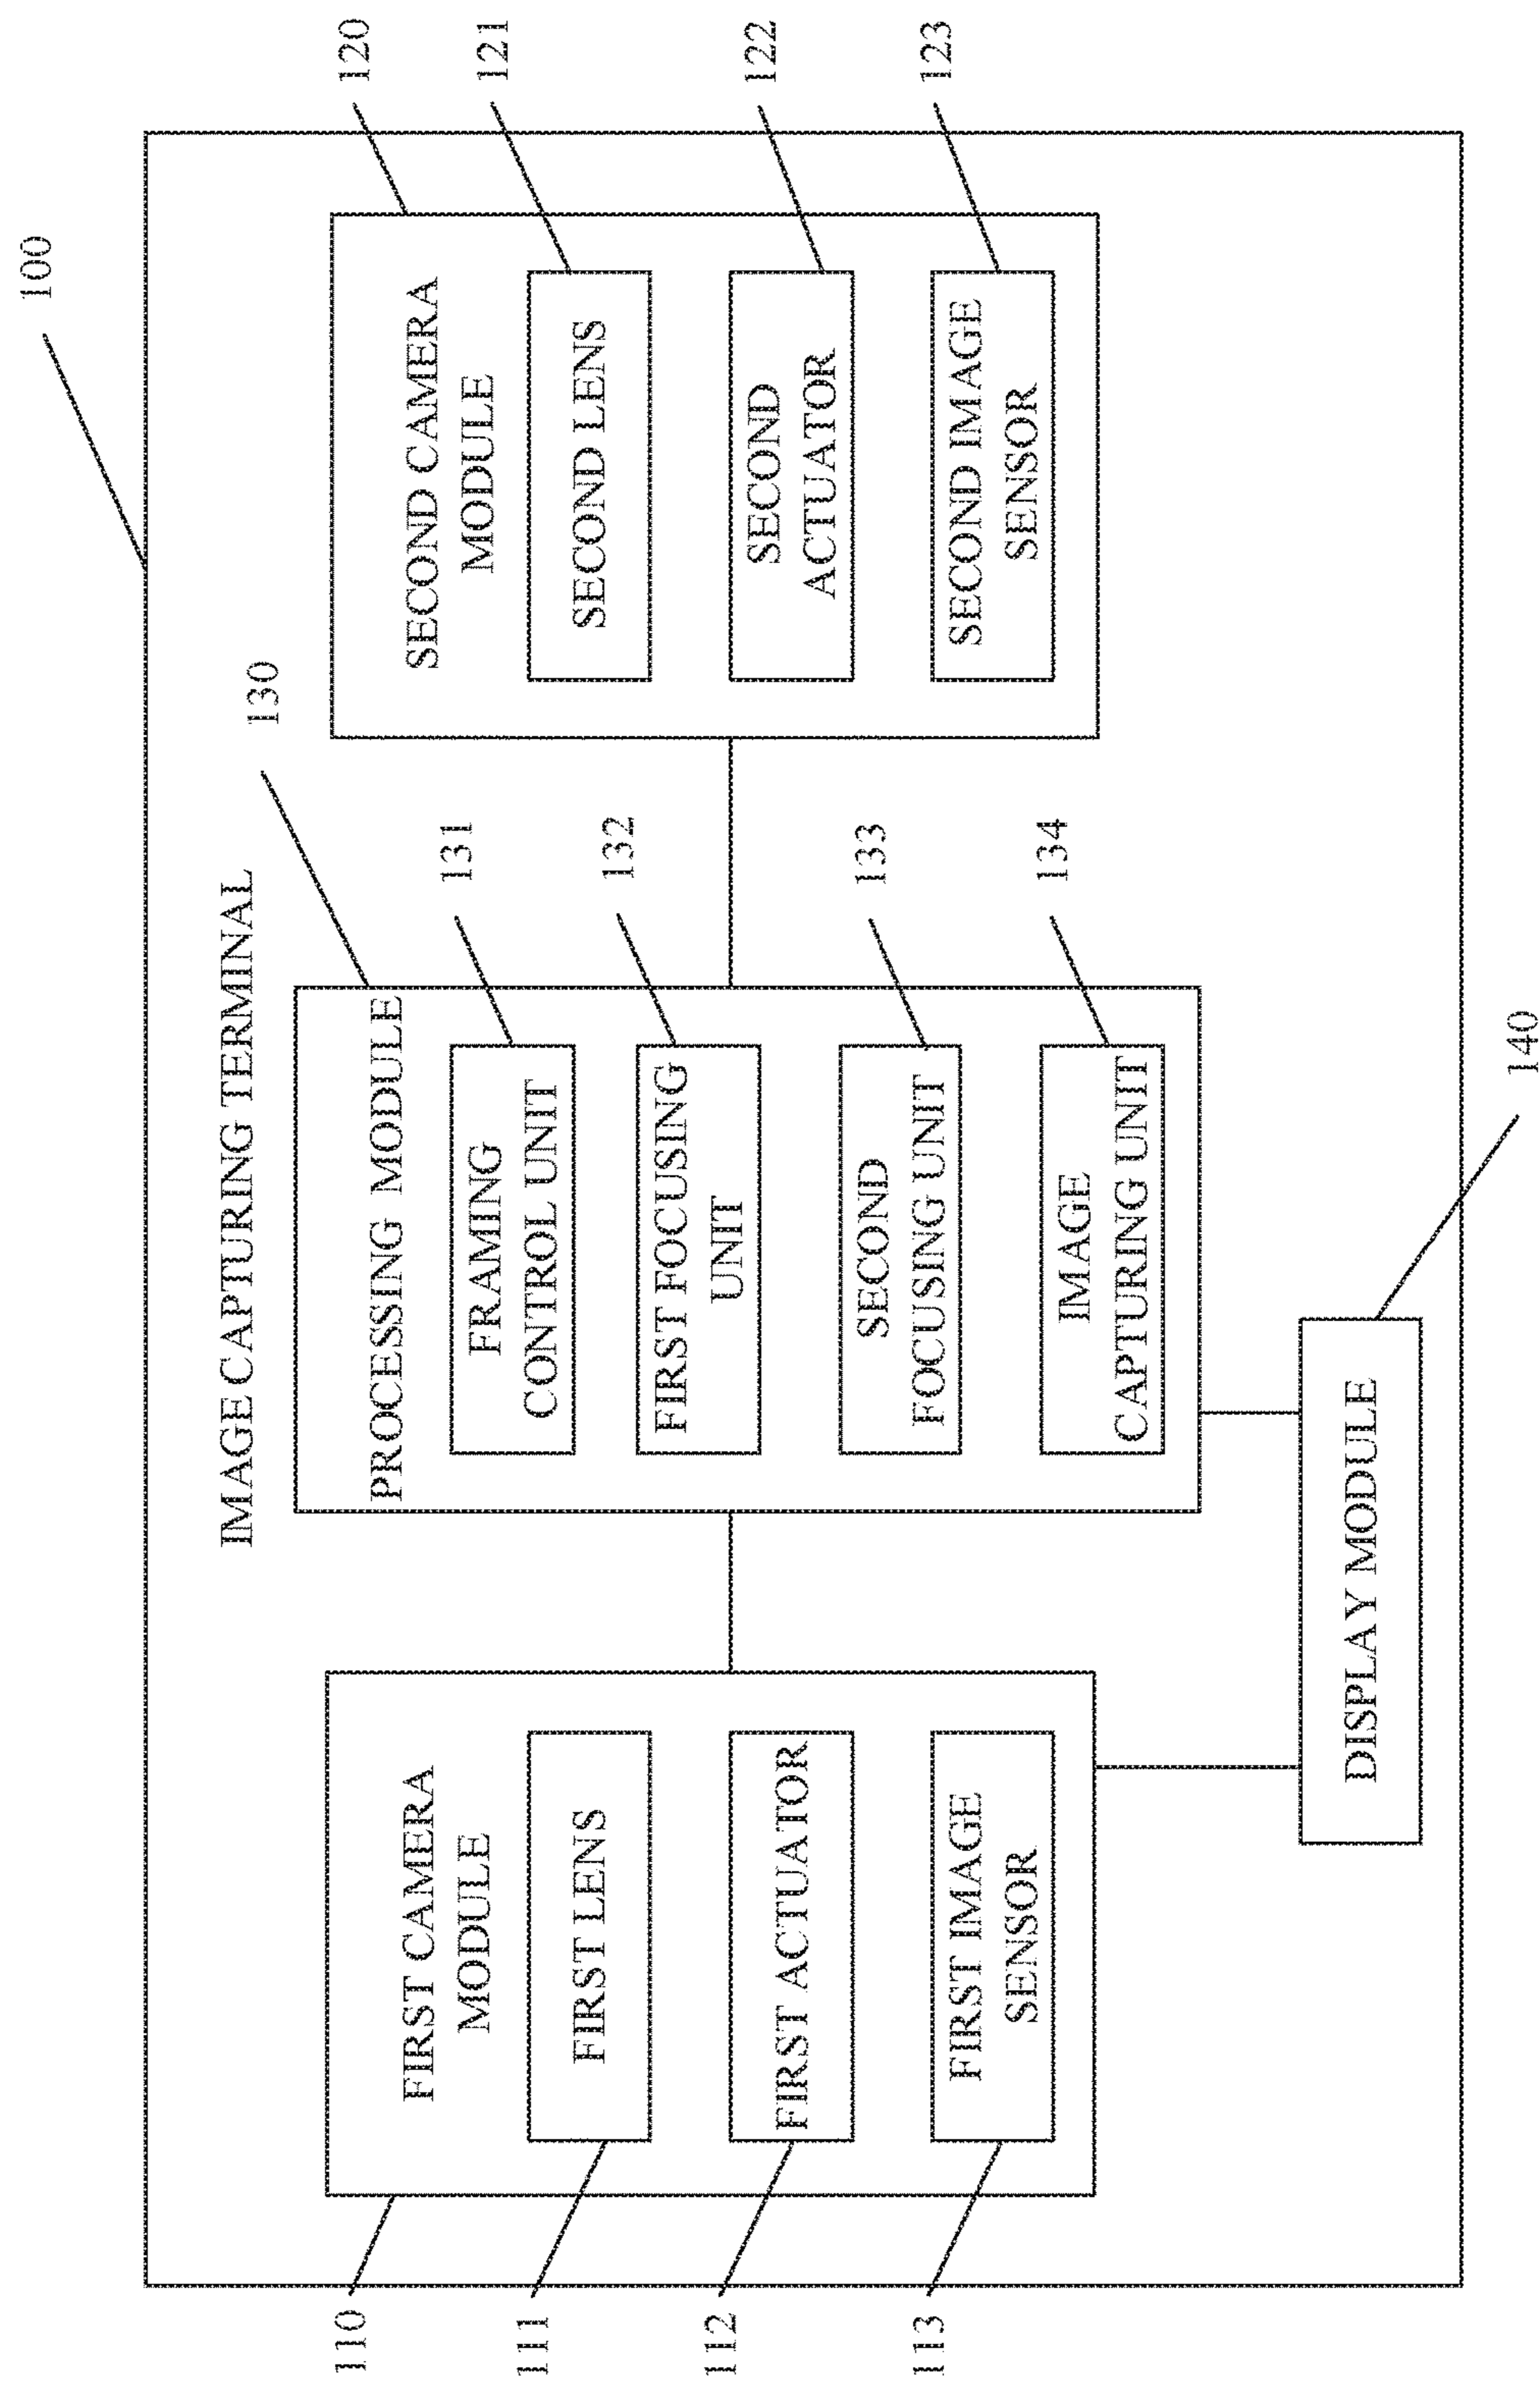 100
IMAGE CAPTURING TERMINAL
110
FIRST CAMERA
MODULE
111
FIRST LENS
112
FIRST ACTUATOR
113
FIRST IMAGE
SENSOR
130
PROCESSING MODULE
131
FRAMING
CONTROL UNIT
132
FIRST FOCUSING
UNIT
133
SECOND
FOCUSING UNIT
134
IMAGE
CAPTURING UNIT
120
SECOND CAMERA
MODULE
121
SECOND LENS
122
SECOND
ACTUATOR
123
SECOND IMAGE
SENSOR
DISPLAY MODULE
140